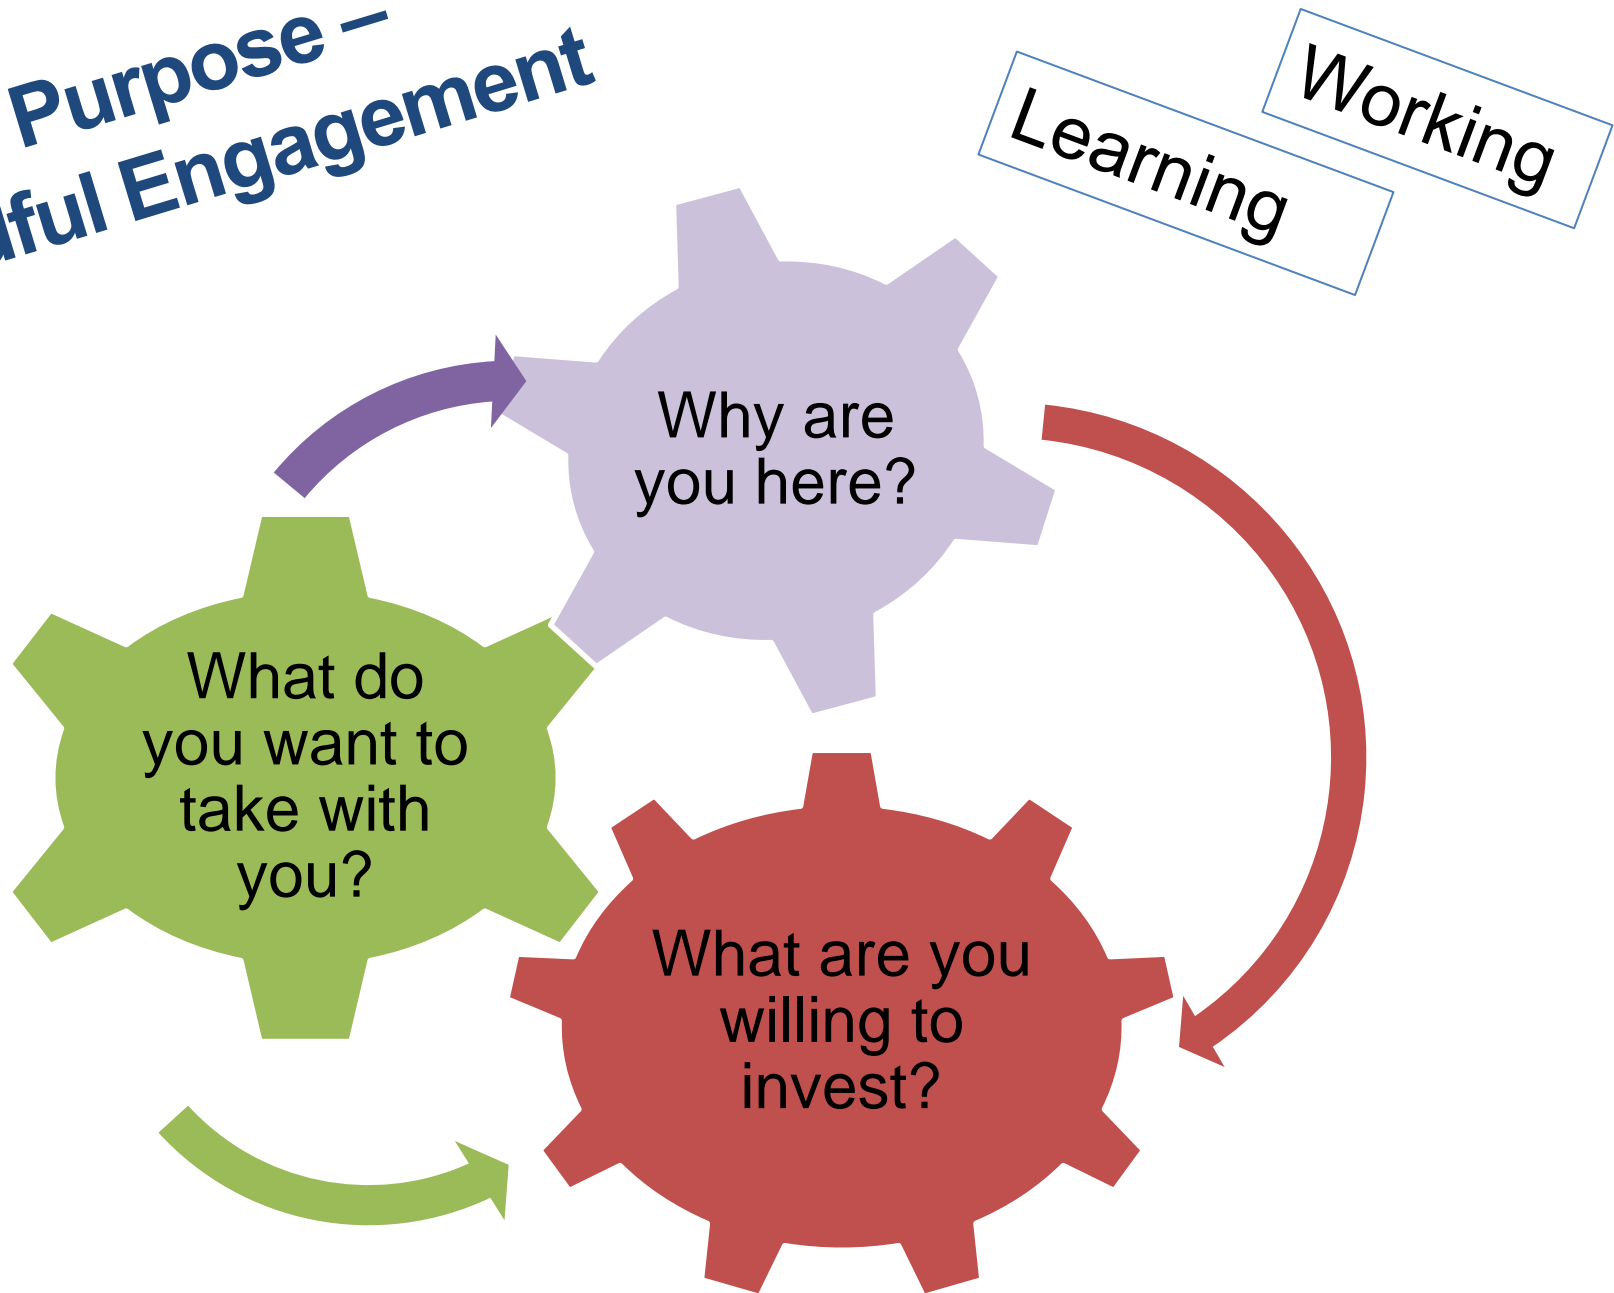 Purpose –
Engagement
Learning
Working
Why are
you here?
What do
you want to
take with
you?
What are you
willing to
invest?